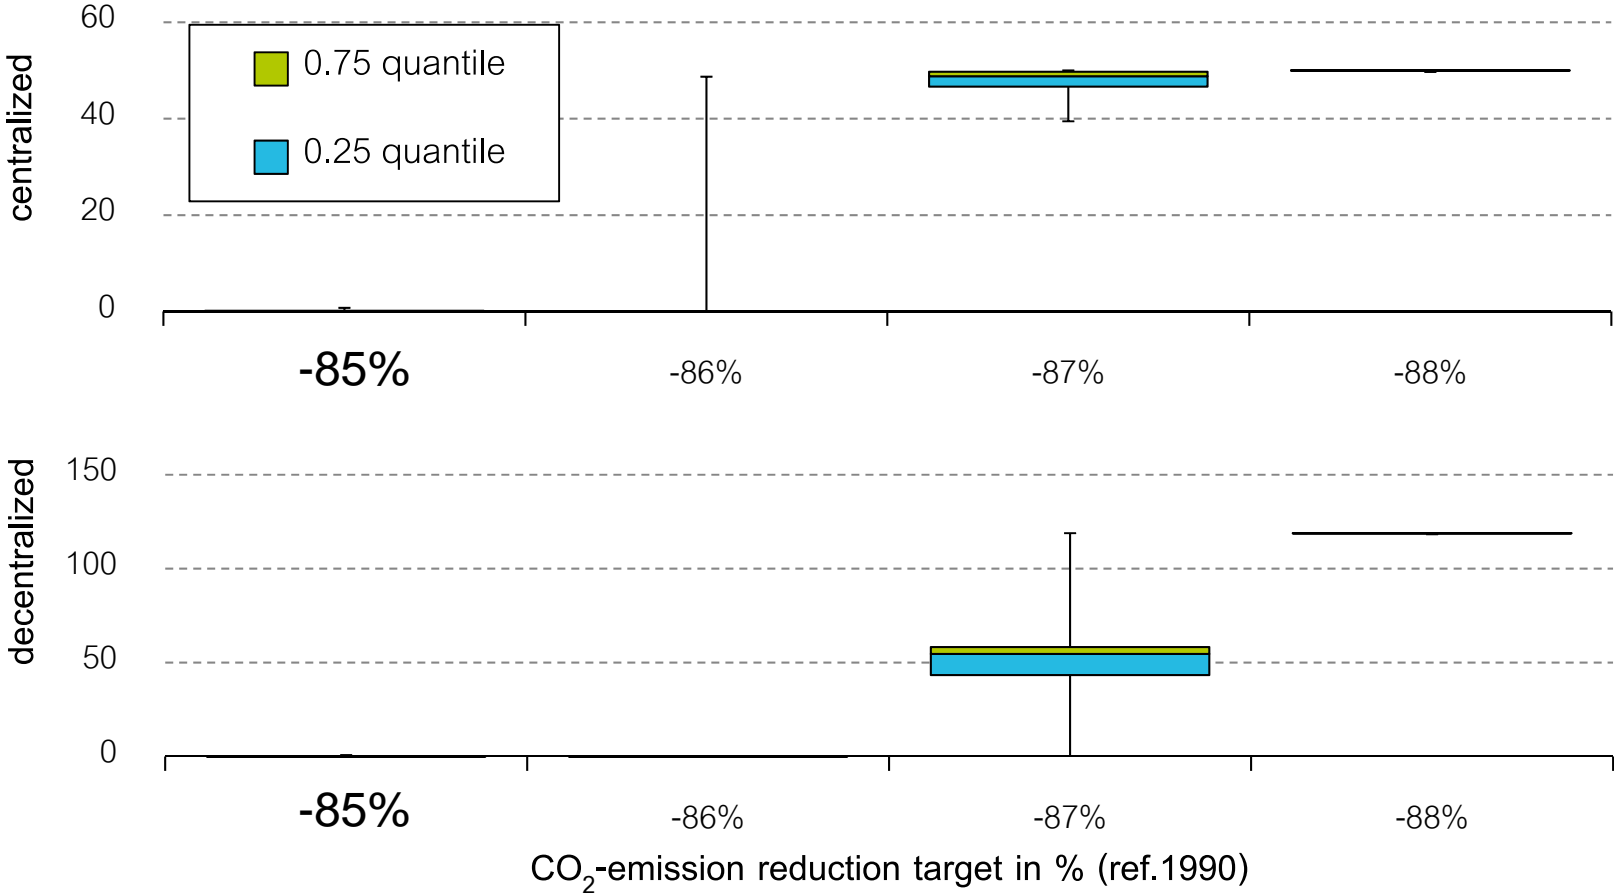 60
0.75 quantile
40
0.25 quantile
centralized
20
0
-85% -86% -87% -88%
150
100
decentralized
50
0
-85% -86% -87% -88%
CO2-emission reduction target in % (ref.1990)